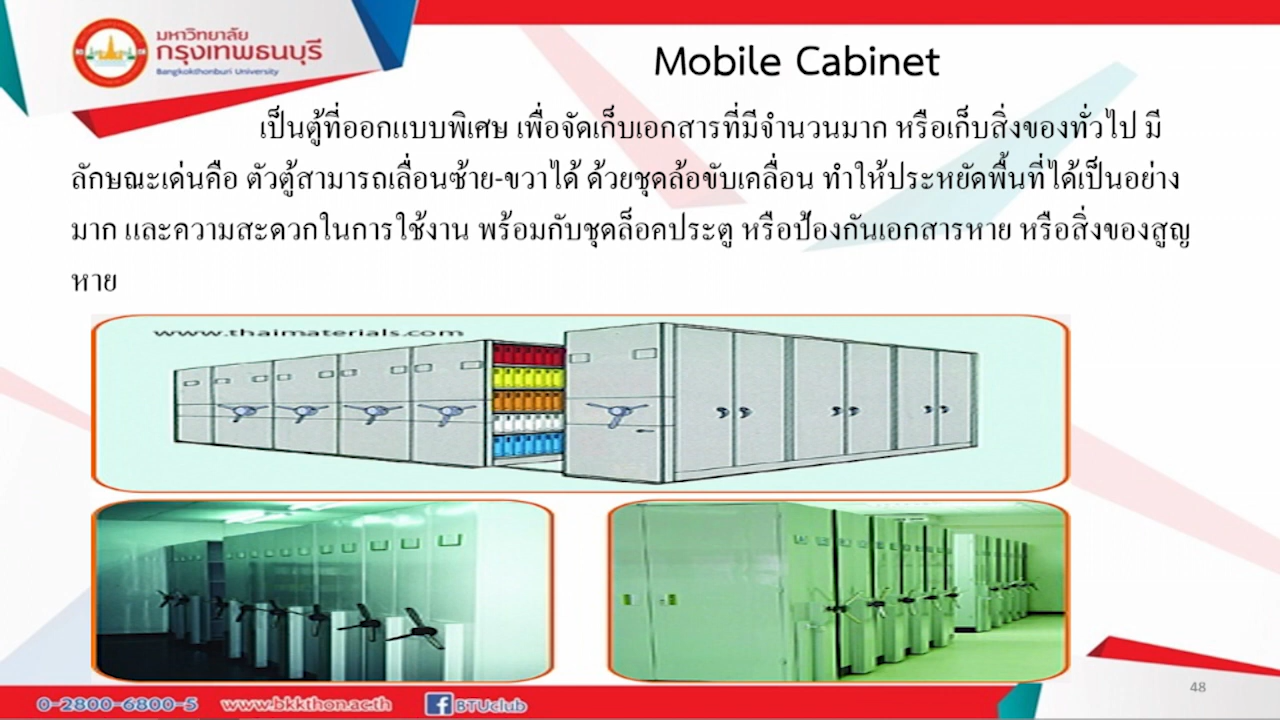 มหาวิทยาลัย
กรุงเทพธนบุรี
Bangkokthonburi University
Mobile Cabinet
เป็นตู้ที่ออกแบบพิเศษ เพื่อจัดเก็บเอกสารที่มีจำนวนมาก หรือเก็บสิ่งของทั่วไป มี
ลักษณะเด่นคือ ตัวตู้สามารถเลื่อนซ้าย-ขวาได้ ด้วยชุดล้อขับเคลื่อน ทำให้ประหยัดพื้นที่ได้เป็นอย่าง
มาก และความสะดวกในการใช้งาน พร้อมกับชุดล็อคประตู หรือป้องกันเอกสารหาย หรือสิ่งของสูญ
หาย
www.thaimaterials.com
0-2800-6800-5 www.bkkthon.ac.th BTUclub
48